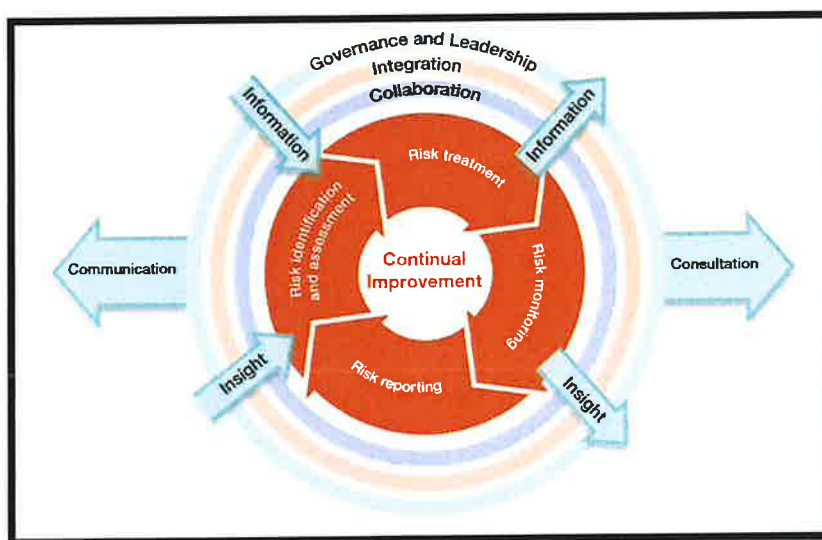 Governance and Leadership
Integration
Collaboration
Information
Information
Risk treatment
Risk identification
and assessment
Continual
Improvement
Communication
Consultation
Risk monitoring
Risk reporting
Insight
Insight